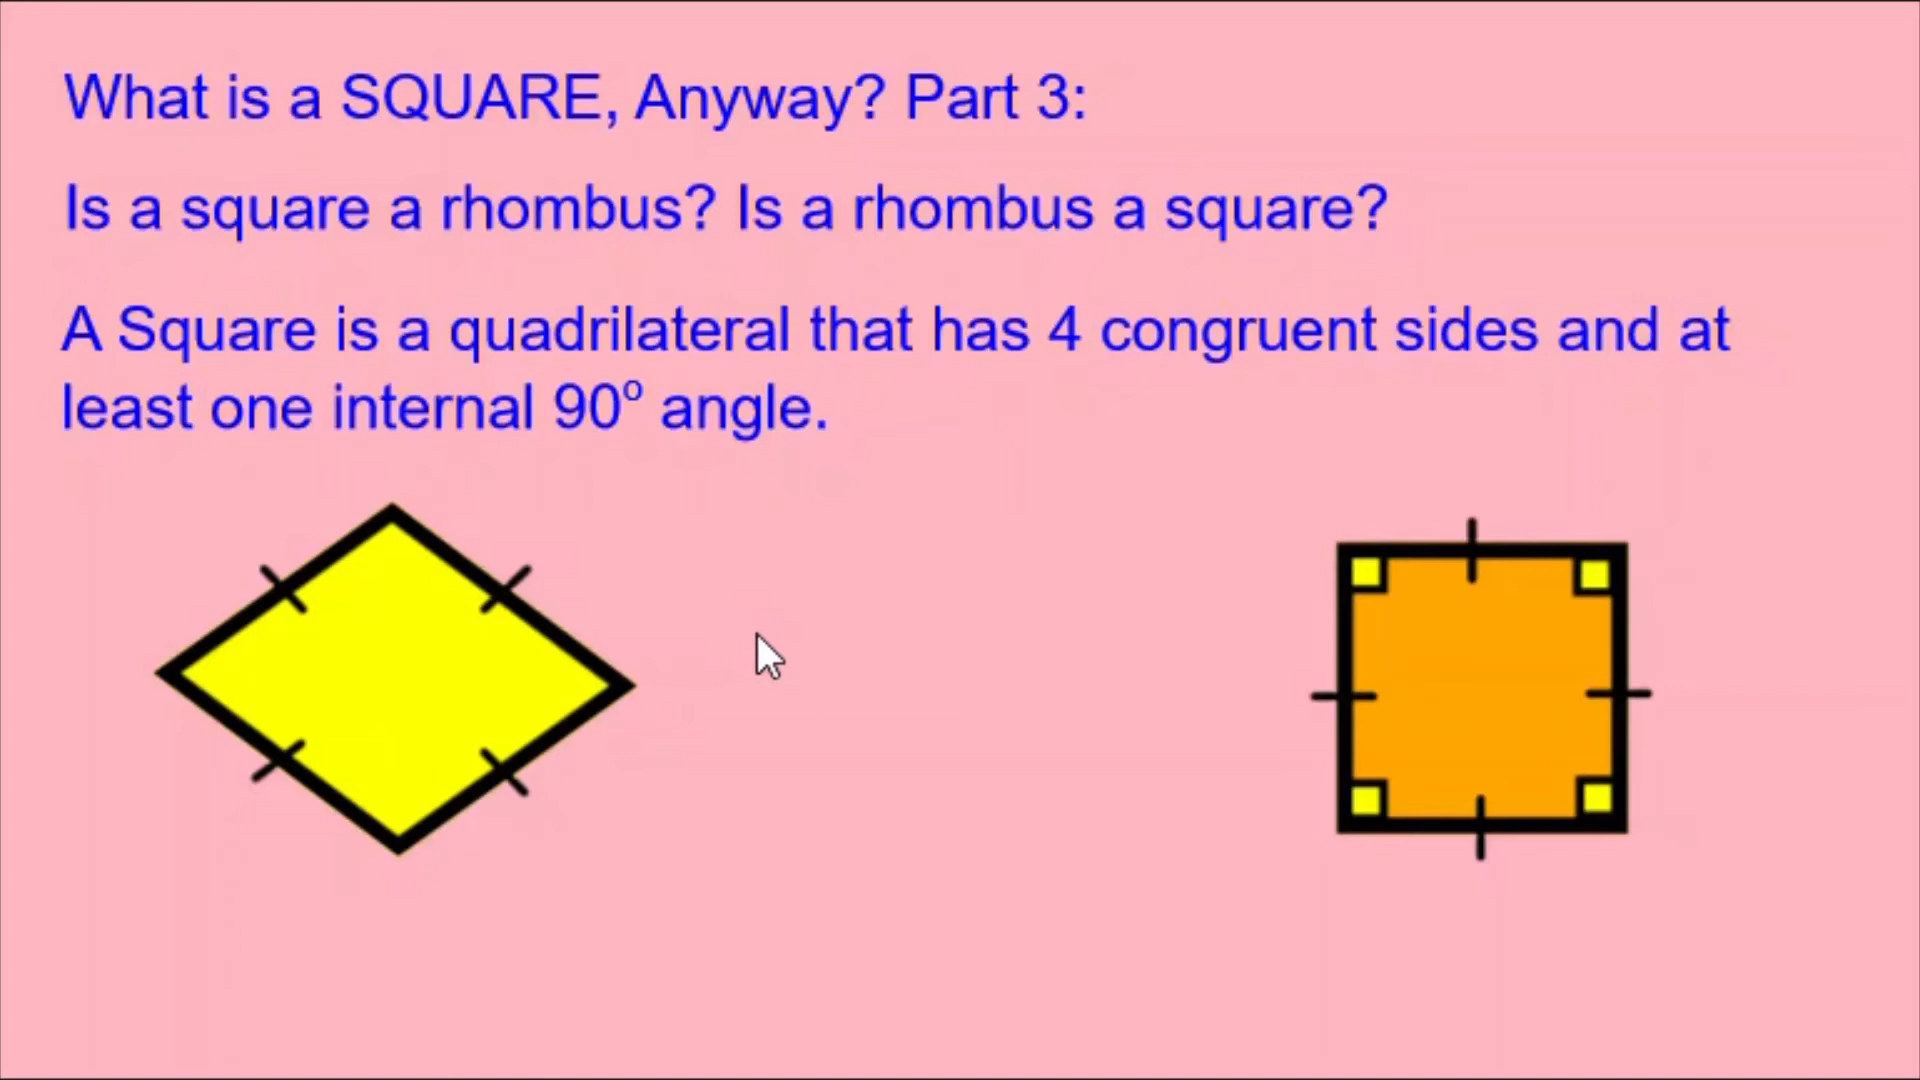 What is a SQUARE, Anyway? Part 3:
Is a square a rhombus? Is a rhombus a square?
A Square is a quadrilateral that has 4 congruent sides and at
least one internal 90º angle.